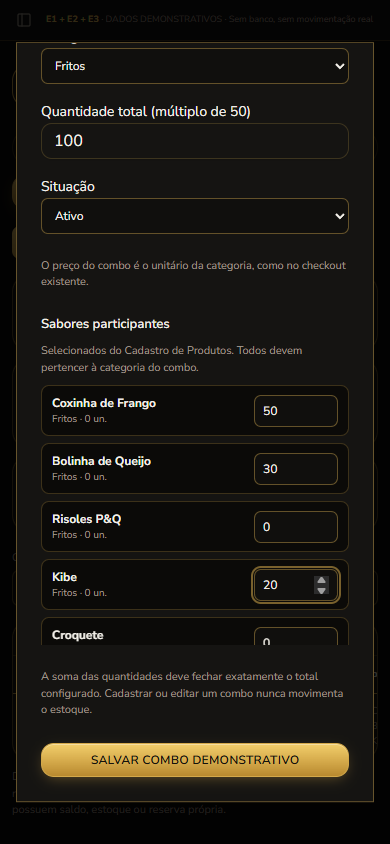 E1 + E2 + E3 · DADOS DEMONSTRATIVOS · Sem banco, sem movimentação real
Fritos
Quantidade total (múltiplo de 50)
100
Situação
Ativo
O preço do combo é o unitário da categoria, como no checkout
existente.
Sabores participantes
Selecionados do Cadastro de Produtos. Todos devem
pertencer à categoria do combo.
Coxinha de Frango
Fritos · 0 un.
50
Bolinha de Queijo
Fritos · 0 un.
30
Risoles P&Q
Fritos · 0 un.
0
Kibe
Fritos · 0 un.
20
Croquete
0
A soma das quantidades deve fechar exatamente o total
configurado. Cadastrar ou editar um combo nunca movimenta
o estoque.
SALVAR COMBO DEMONSTRATIVO
possuem saldo, estoque ou reserva própria.